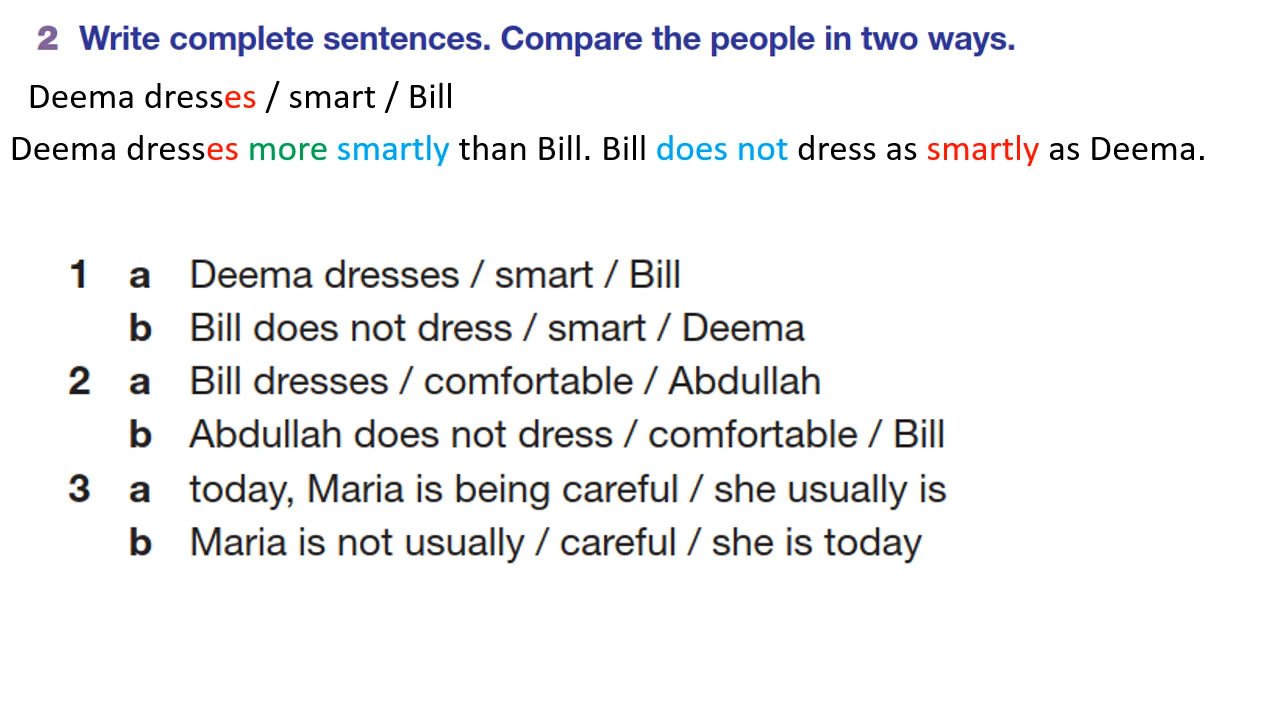 2 Write complete sentences. Compare the people in two ways.
Deema dresses / smart / Bill
Deema dresses more smartly than Bill. Bill does not dress as smartly as Deema.
1 a Deema dresses / smart / Bill
b Bill does not dress / smart / Deema
2 a Bill dresses / comfortable / Abdullah
b Abdullah does not dress / comfortable / Bill
3 a today, Maria is being careful / she usually is
b Maria is not usually / careful / she is today